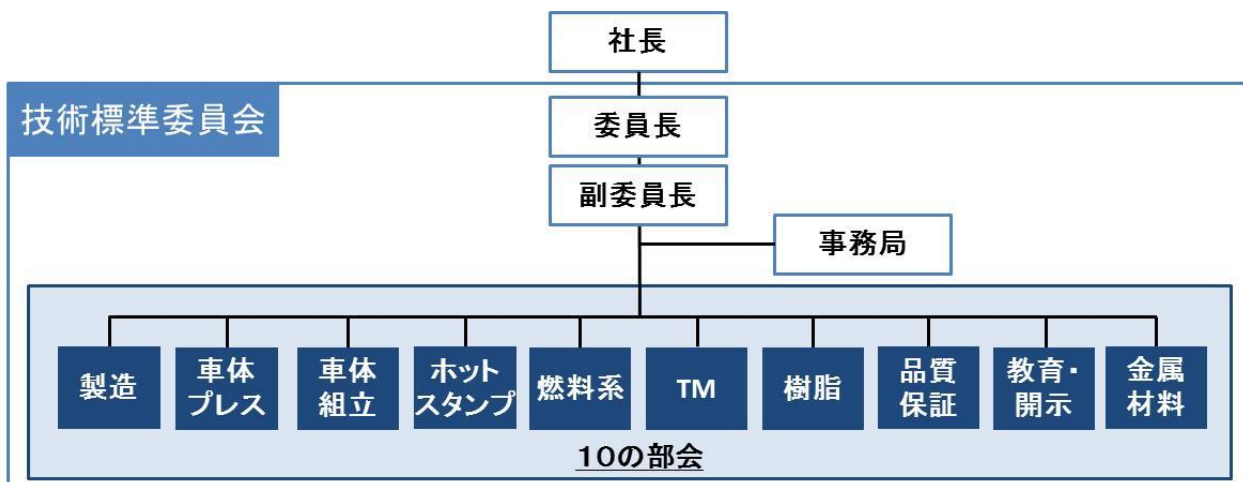 社長
技術標準委員会
委員長
副委員長
事務局
製造
車体
プレス
車体
組立
ホット
スタンプ
燃料系
TM
樹脂
品質
保証
教育・
開示
金属
材料
10の部会